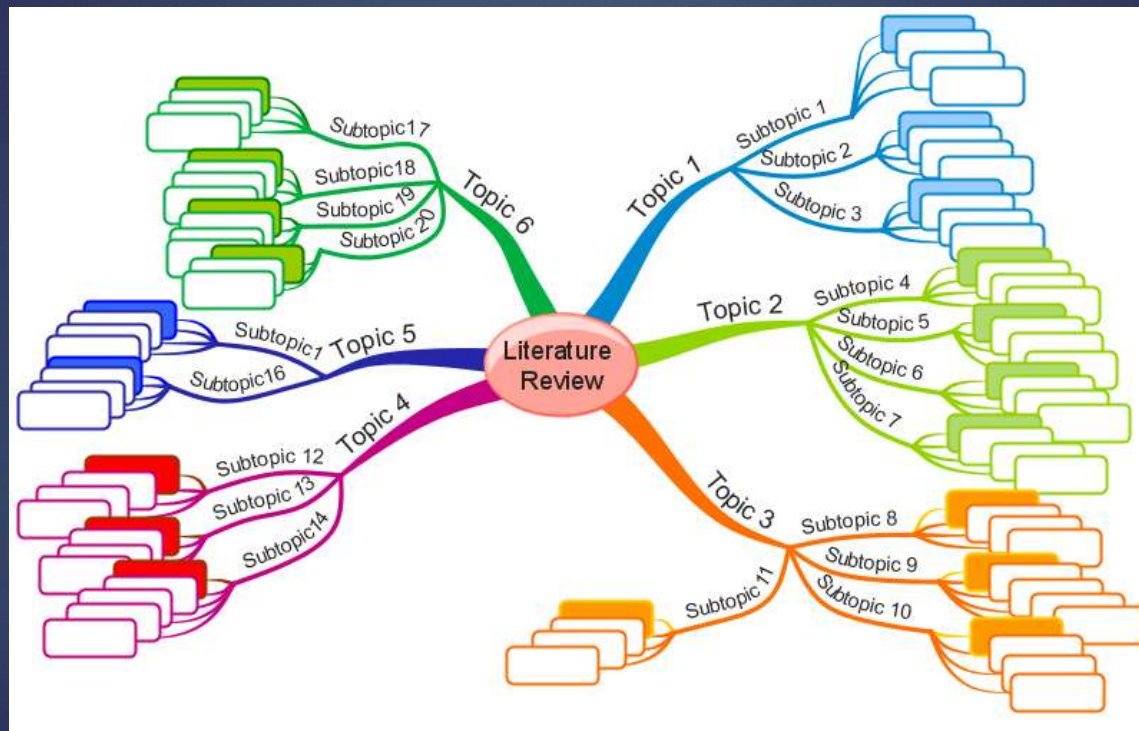 Literature
Review
Topic 1
Subtopic 1
Subtopic 2
Subtopic 3
Topic 2
Subtopic 4
Subtopic 5
Subtopic 6
Subtopic 7
Topic 3
Subtopic 8
Subtopic 9
Subtopic 10
Subtopic 11
Topic 4
Subtopic 12
Subtopic 13
Subtopic14
Topic 5
Subtopic1
Subtopic16
Topic 6
Subtopic17
Subtopic18
Subtopic 19
Subtopic 20